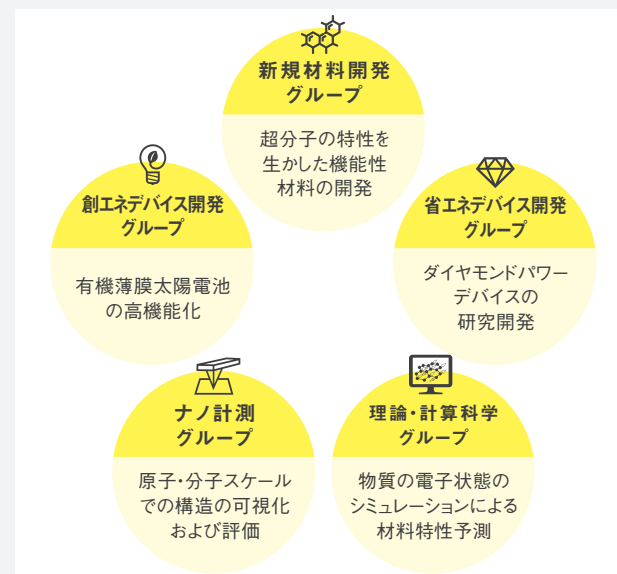 新規材料開発
グループ
超分子の特性を
生かした機能性
材料の開発
創エネデバイス開発
グループ
有機薄膜太陽電池
の高機能化
省エネデバイス開発
グループ
ダイヤモンドパワー
デバイスの
研究開発
ナノ計測
グループ
原子・分子スケール
での構造の可視化
および評価
理論・計算科学
グループ
物質の電子状態の
シミュレーションによる
材料特性予測